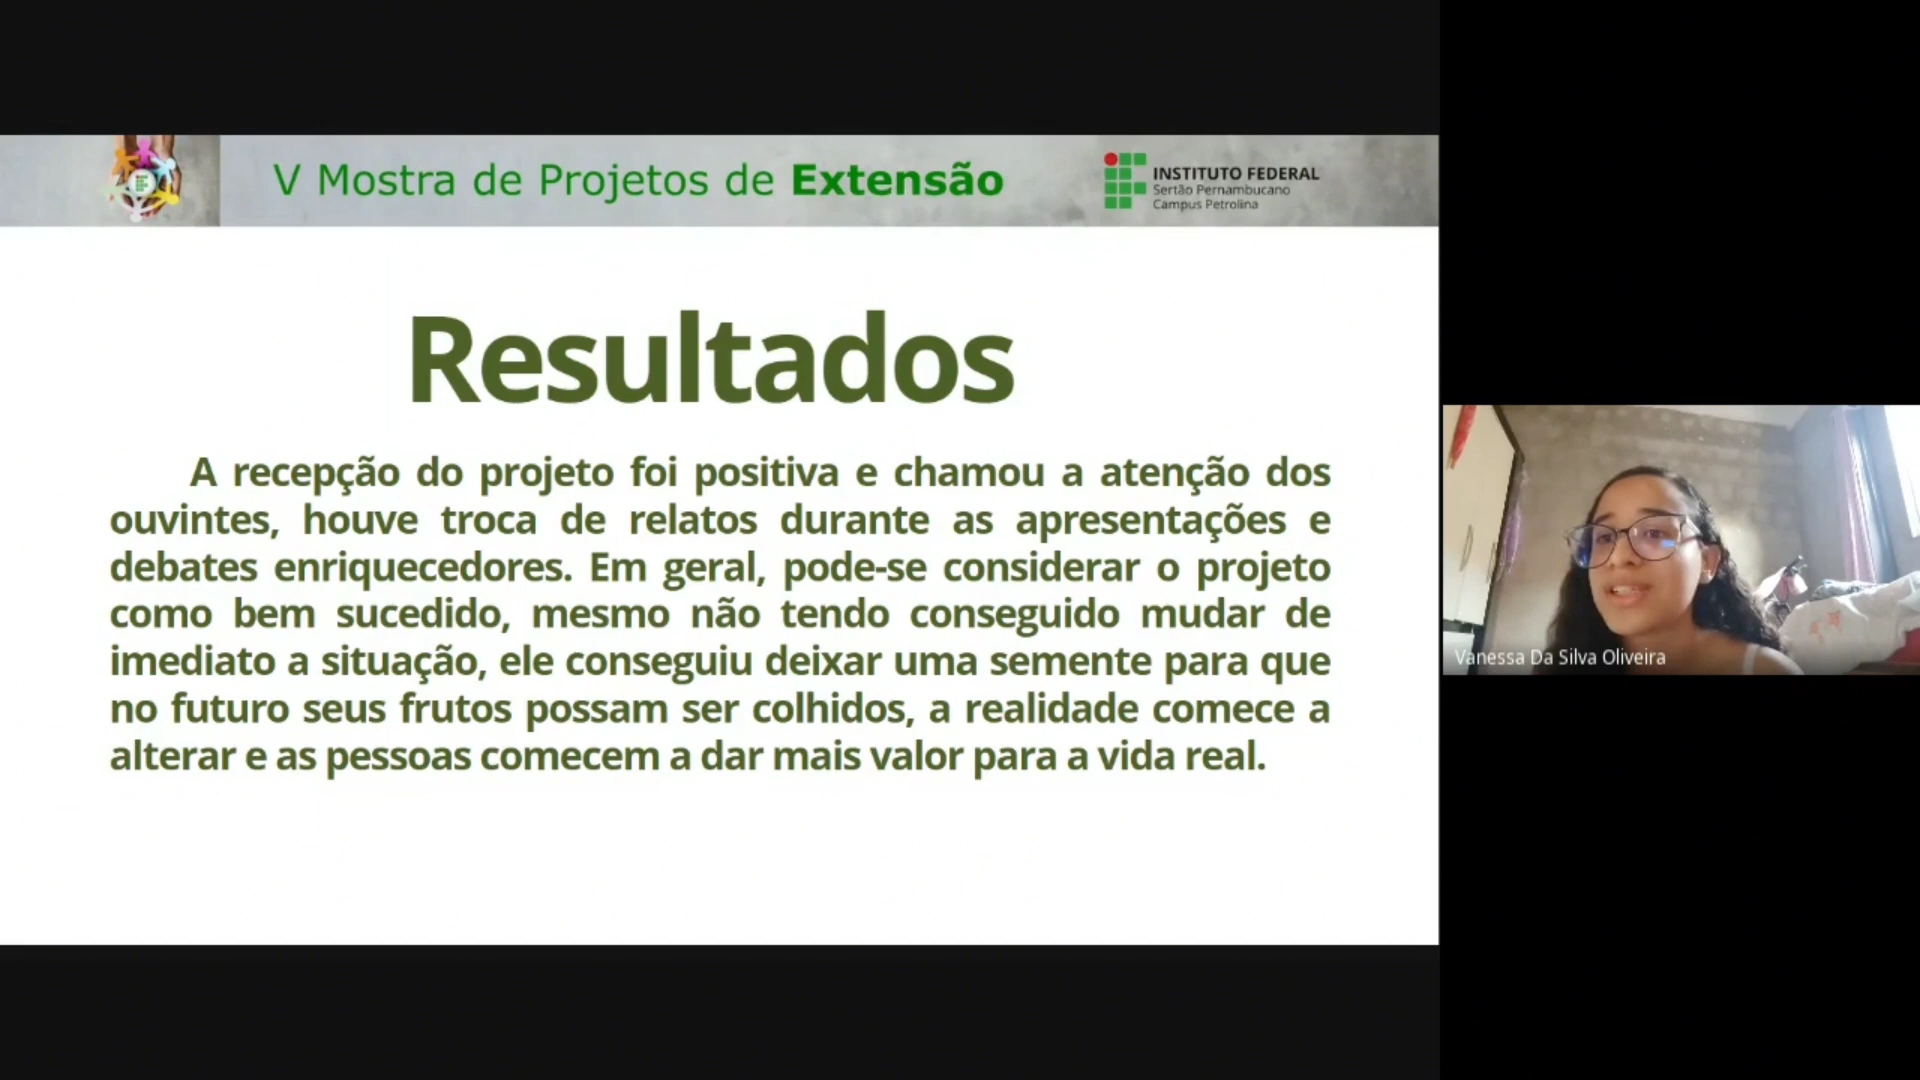 V Mostra de Projetos de Extensão
INSTITUTO FEDERAL
Sertão Pernambucano
Campus Petrolina
Resultados
A recepção do projeto foi positiva e chamou a atenção dos
ouvintes, houve troca de relatos durante as apresentações e
debates enriquecedores. Em geral, pode-se considerar o projeto
como bem sucedido, mesmo não tendo conseguido mudar de
imediato a situação, ele conseguiu deixar uma semente para que
no futuro seus frutos possam ser colhidos, a realidade comece a
alterar e as pessoas comecem a dar mais valor para a vida real.
Vanessa Da Silva Oliveira